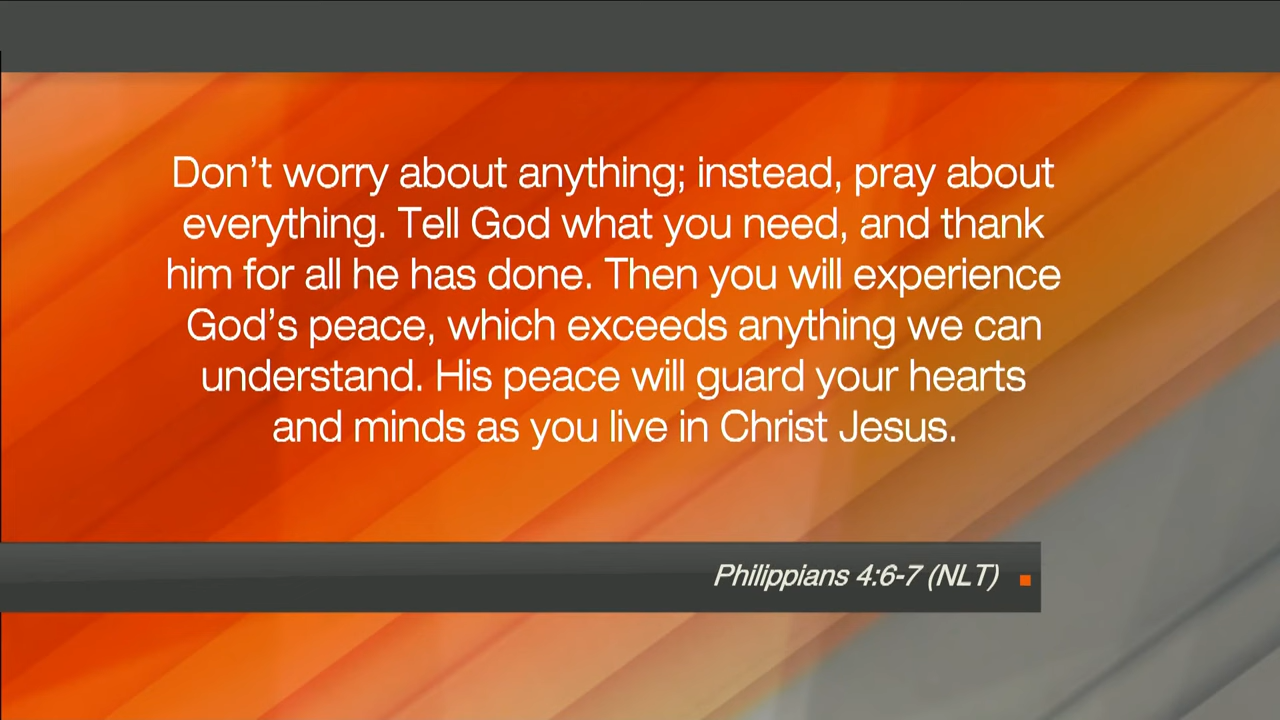 Don’t worry about anything; instead, pray about
everything. Tell God what you need, and thank
him for all he has done. Then you will experience
God’s peace, which exceeds anything we can
understand. His peace will guard your hearts
and minds as you live in Christ Jesus.
Philippians 4:6-7 (NLT)